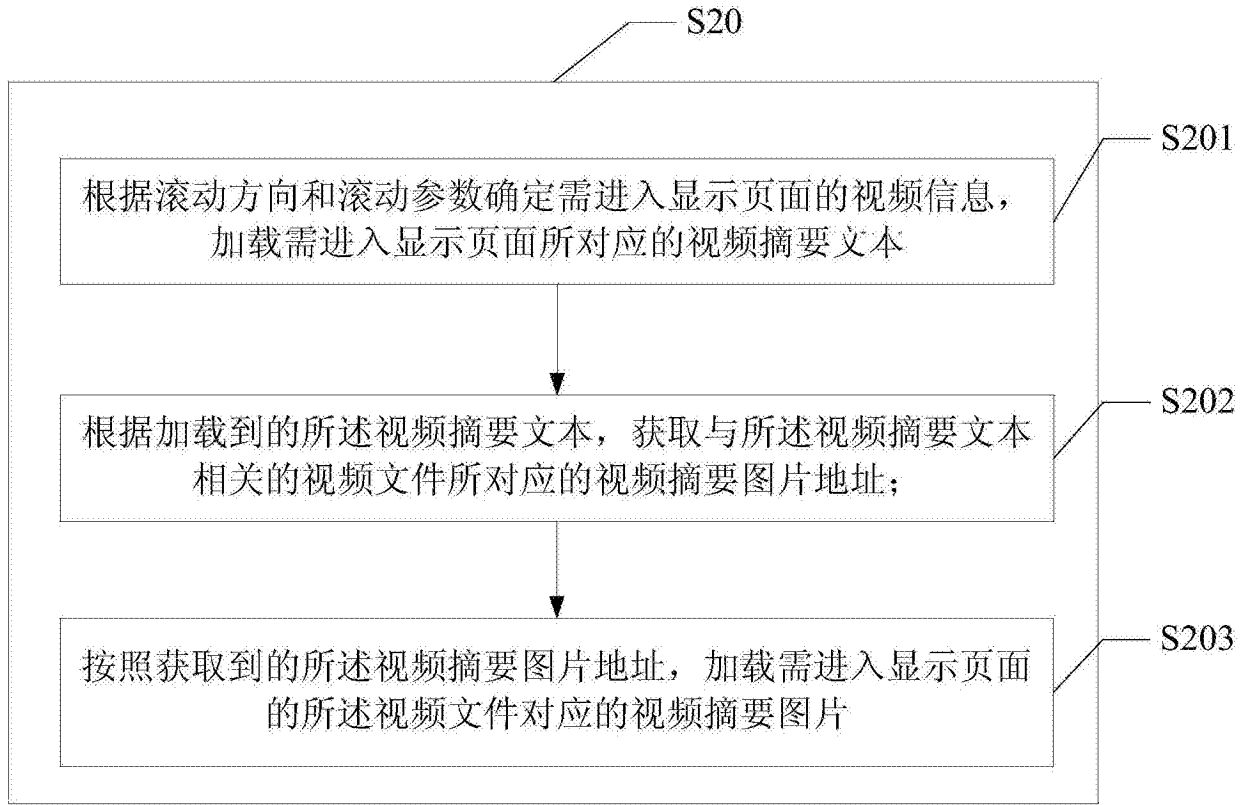 S20
S201
根据滚动方向和滚动参数确定需进入显示页面的视频信息，
加载需进入显示页面所对应的视频摘要文本
S202
根据加载到的所述视频摘要文本，获取与所述视频摘要文本
相关的视频文件所对应的视频摘要图片地址；
S203
按照获取到的所述视频摘要图片地址，加载需进入显示页面
的所述视频文件对应的视频摘要图片